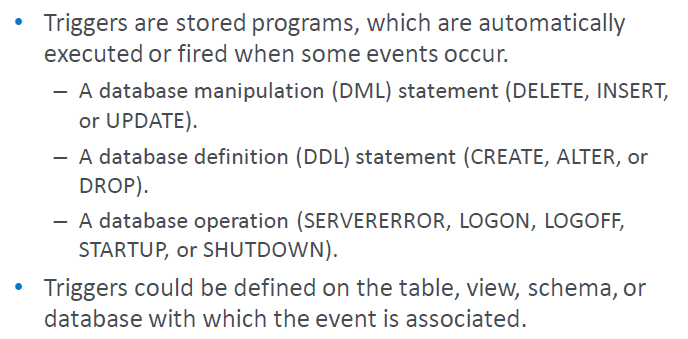 • Triggers are stored programs, which are automatically
executed or fired when some events occur.
– A database manipulation (DML) statement (DELETE, INSERT,
or UPDATE).
– A database definition (DDL) statement (CREATE, ALTER, or
DROP).
– A database operation (SERVERERROR, LOGON, LOGOFF,
STARTUP, or SHUTDOWN).
• Triggers could be defined on the table, view, schema, or
database with which the event is associated.